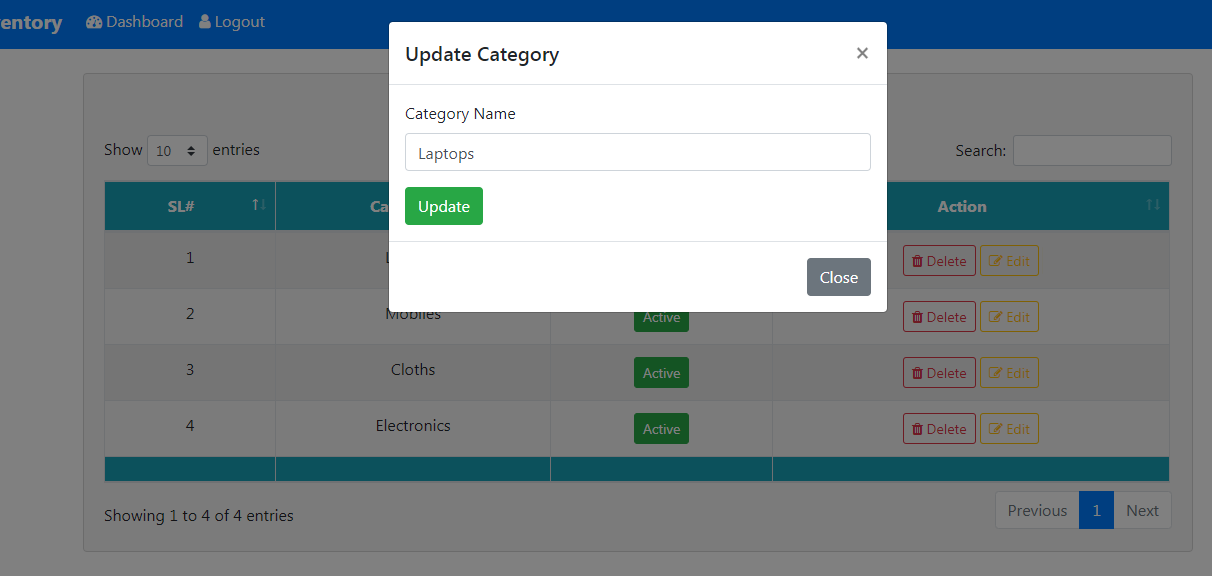 Dashboard Logout
Update Category ×
Category Name
Laptops
Update
Close
Show 10 entries
Search:
SL# Action
1 Delete Edit
2 Mobiles Active Delete Edit
3 Cloths Active Delete Edit
4 Electronics Active Delete Edit
Showing 1 to 4 of 4 entries
Previous 1 Next